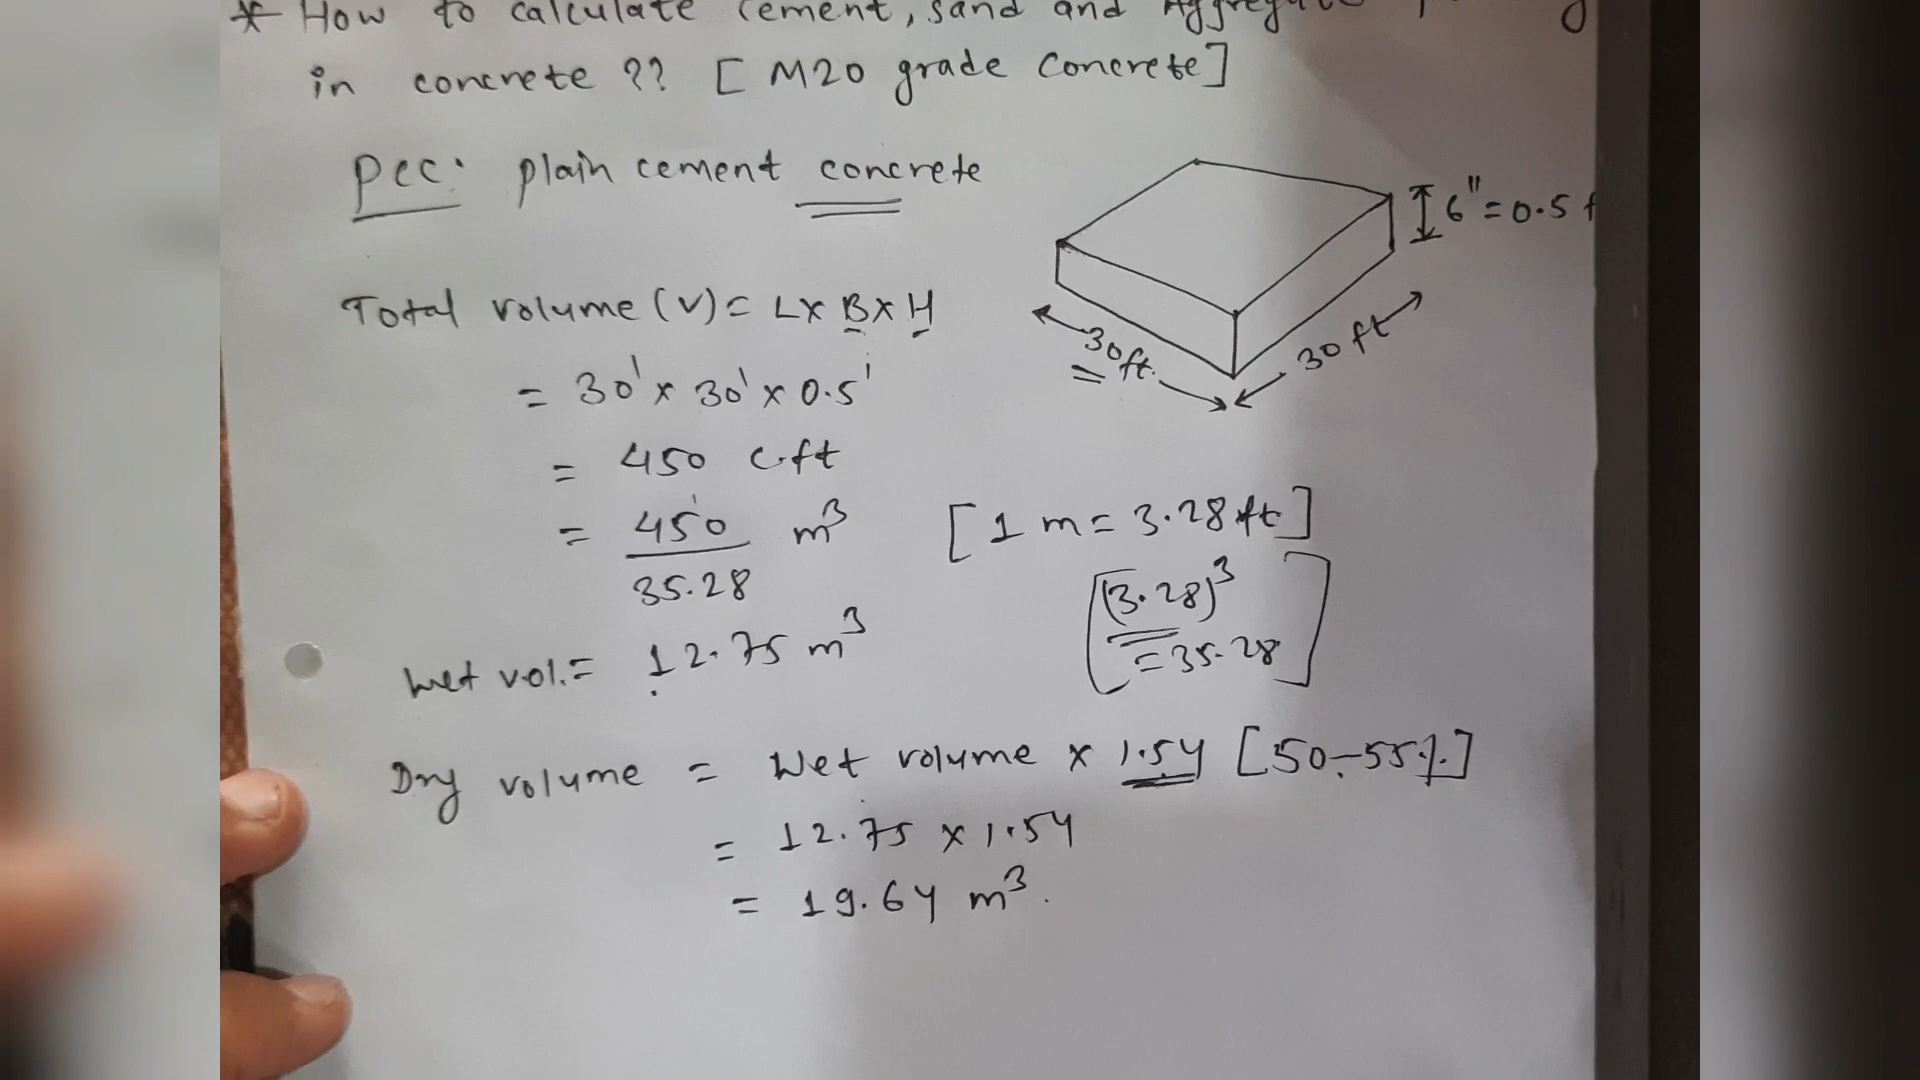 * How to calculate cement, sand and Aggregate
in concrete ?? [ M20 grade Concrete]
Pcc. plain cement concrete
6" = 0.5 f
Total volume (V) = L x B x H
30ft. 30 ft
= 30' x 30' x 0.5'
= 450 c.ft
= 450 m³ [1 m = 3.28 ft]
35.28
[(3.28)³
= 35.28]
Wet vol. = 12.75 m³
Dry volume = Wet volume x 1.54 [50-55%]
= 12.75 x 1.54
= 19.64 m³.